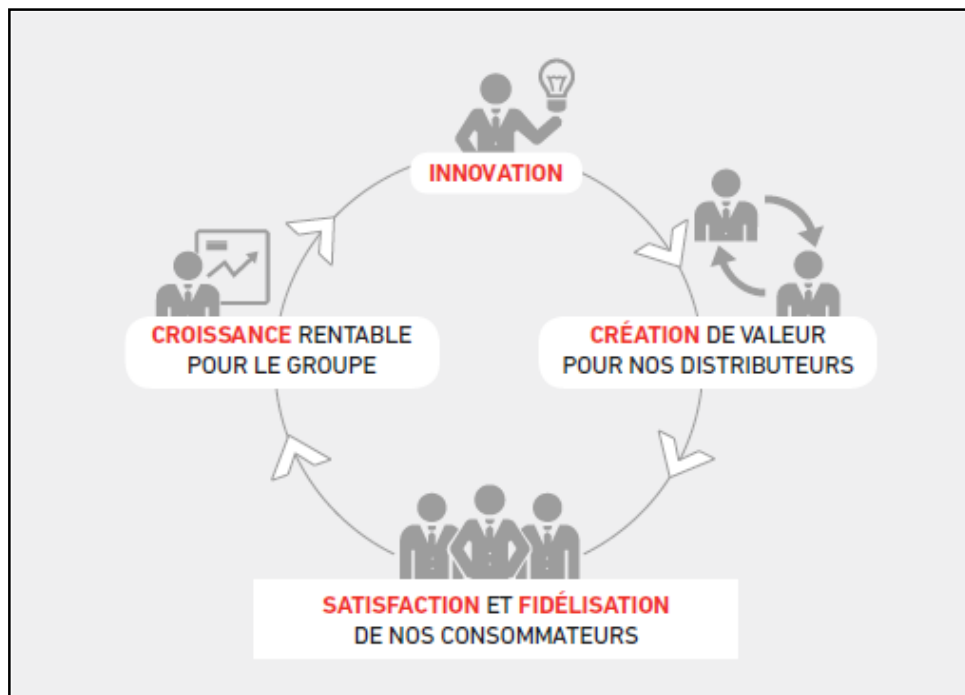 INNOVATION
CROISSANCE RENTABLE
POUR LE GROUPE
CRÉATION DE VALEUR
POUR NOS DISTRIBUTEURS
SATISFACTION ET FIDÉLISATION
DE NOS CONSOMMATEURS